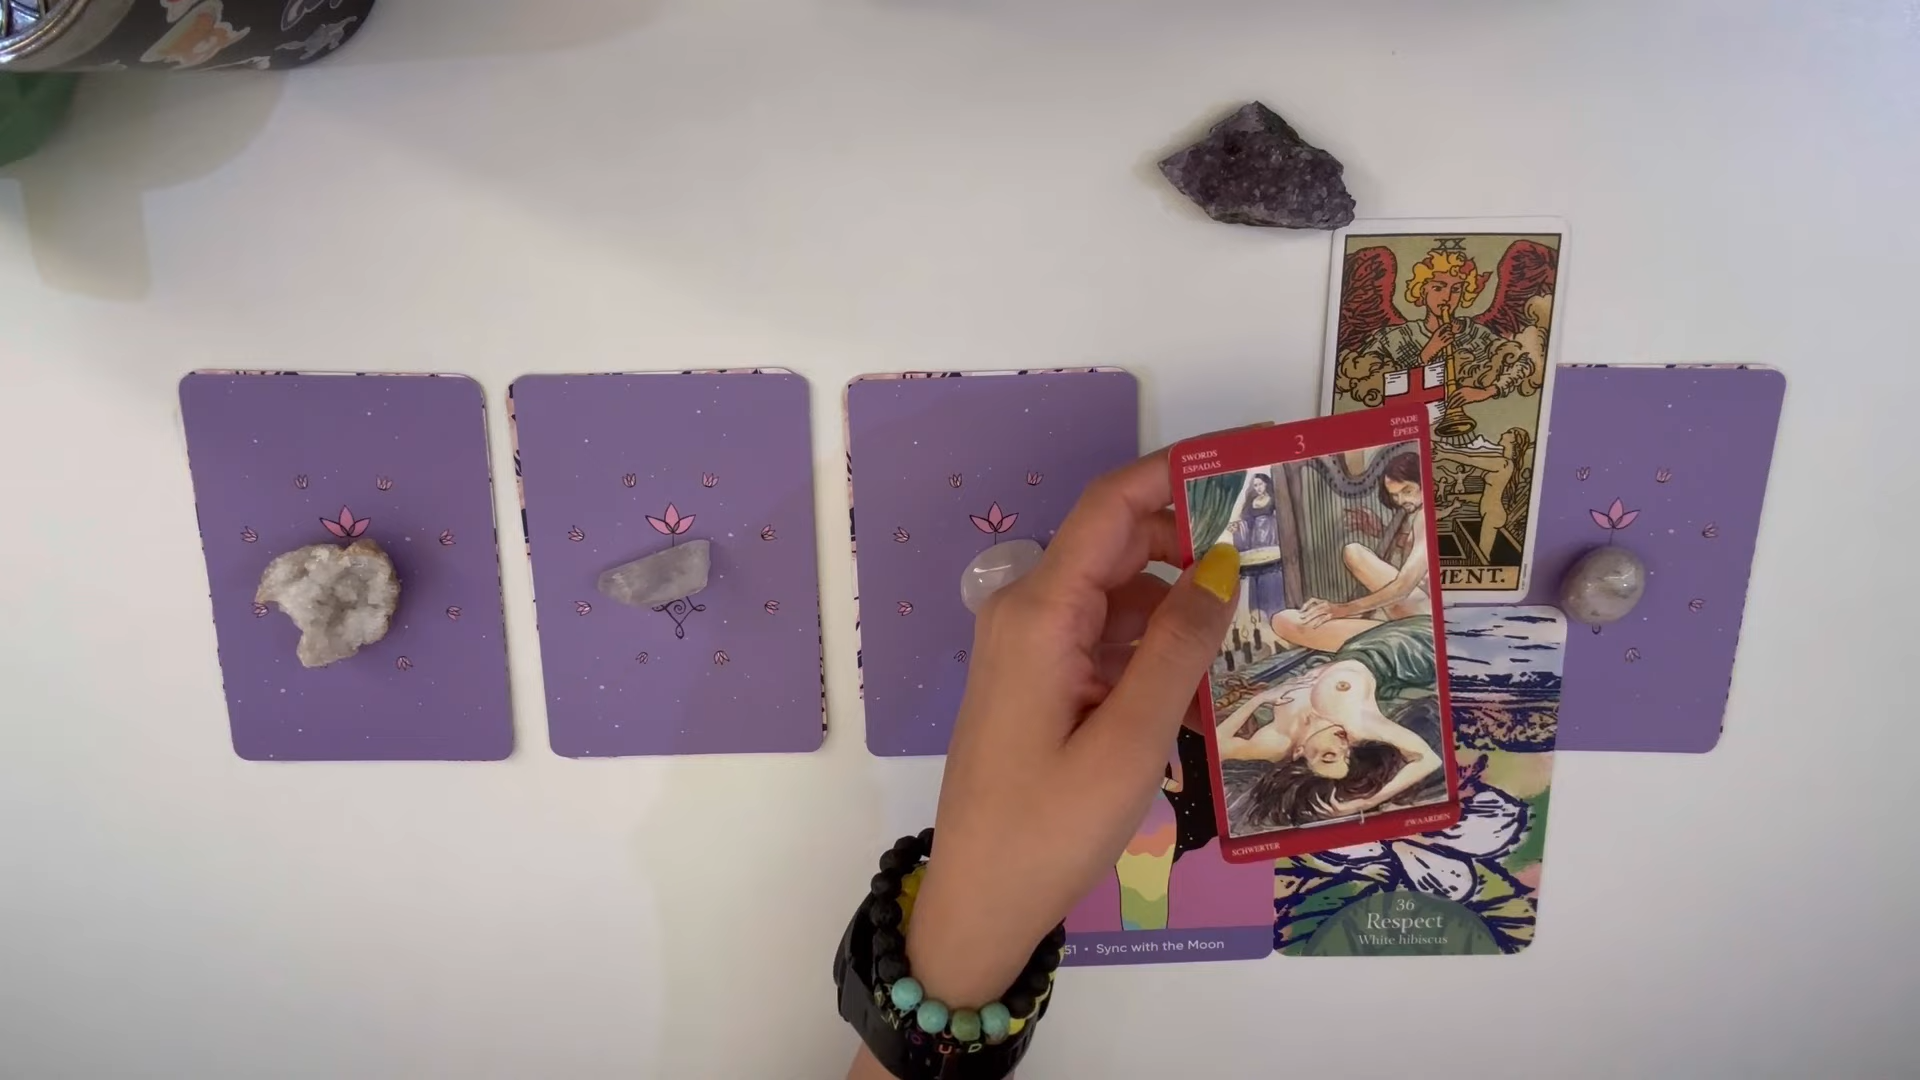 XX
MENT.
3
SPADE
ÉPÉES
SWORDS
ESPADAS
ZWAARDEN
SCHWERTER
36
Respect
White hibiscus
51 • Sync with the Moon
U D